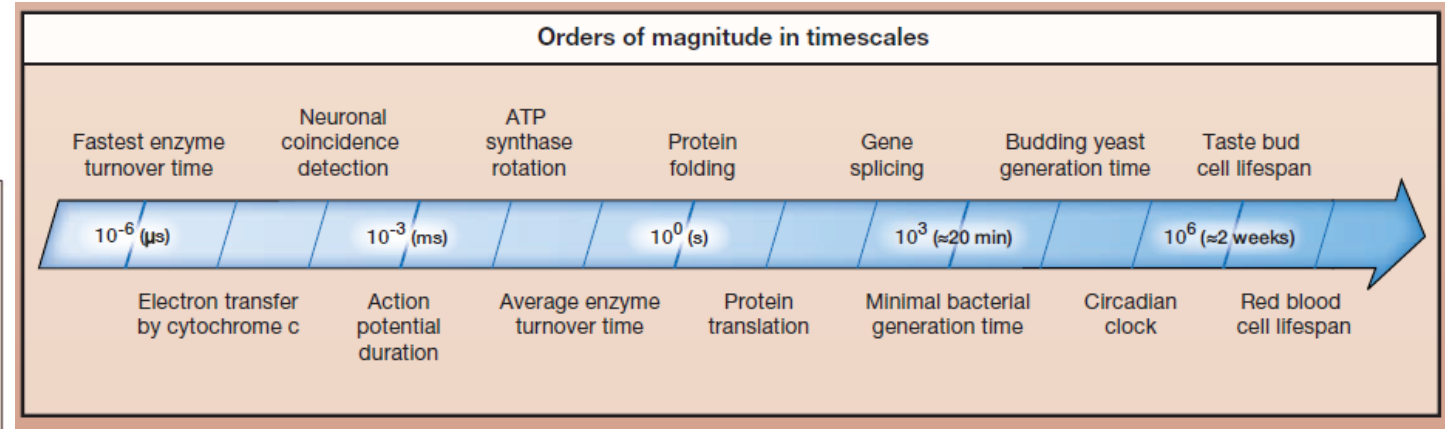 Orders of magnitude in timescales
Fastest enzyme
turnover time
Neuronal
coincidence
detection
ATP
synthase
rotation
Protein
folding
Gene
splicing
Budding yeast
generation time
Taste bud
cell lifespan
10⁻⁶ (µs)
10⁻³ (ms)
10⁰ (s)
10³ (≈20 min)
10⁶ (≈2 weeks)
Electron transfer
by cytochrome c
Action
potential
duration
Average enzyme
turnover time
Protein
translation
Minimal bacterial
generation time
Circadian
clock
Red blood
cell lifespan